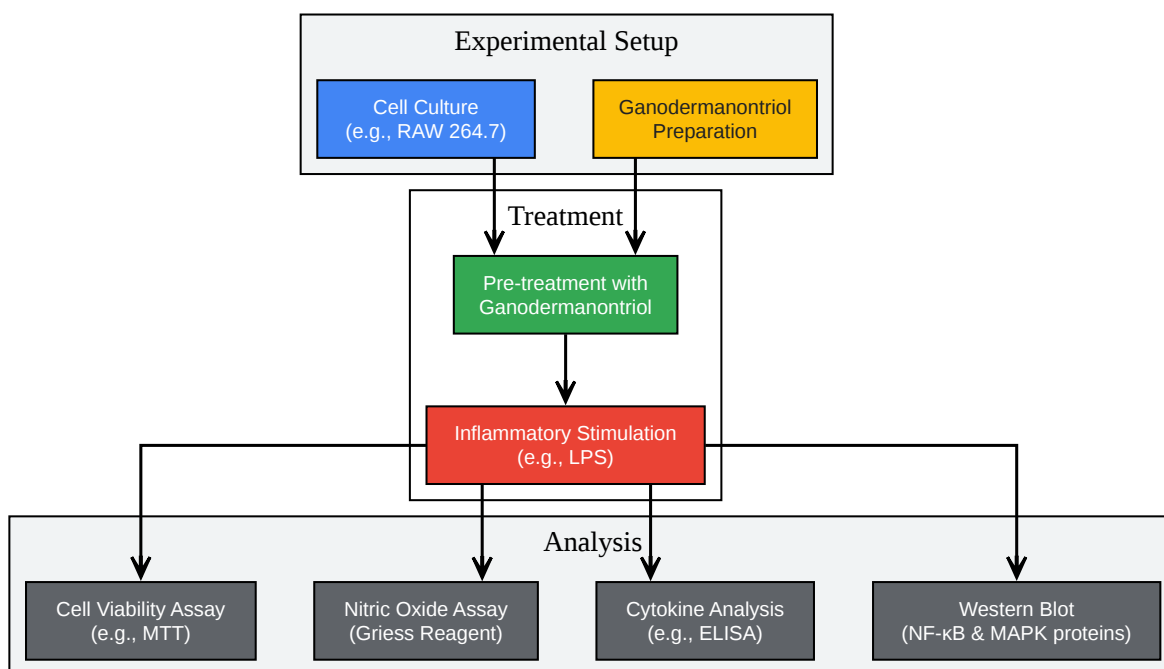 Experimental Setup
Cell Culture
(e.g., RAW 264.7)
Ganodermanontriol
Preparation
Treatment
Pre-treatment with
Ganodermanontriol
Inflammatory Stimulation
(e.g., LPS)
Analysis
Cell Viability Assay
(e.g., MTT)
Nitric Oxide Assay
(Griess Reagent)
Cytokine Analysis
(e.g., ELISA)
Western Blot
(NF-κB & MAPK proteins)